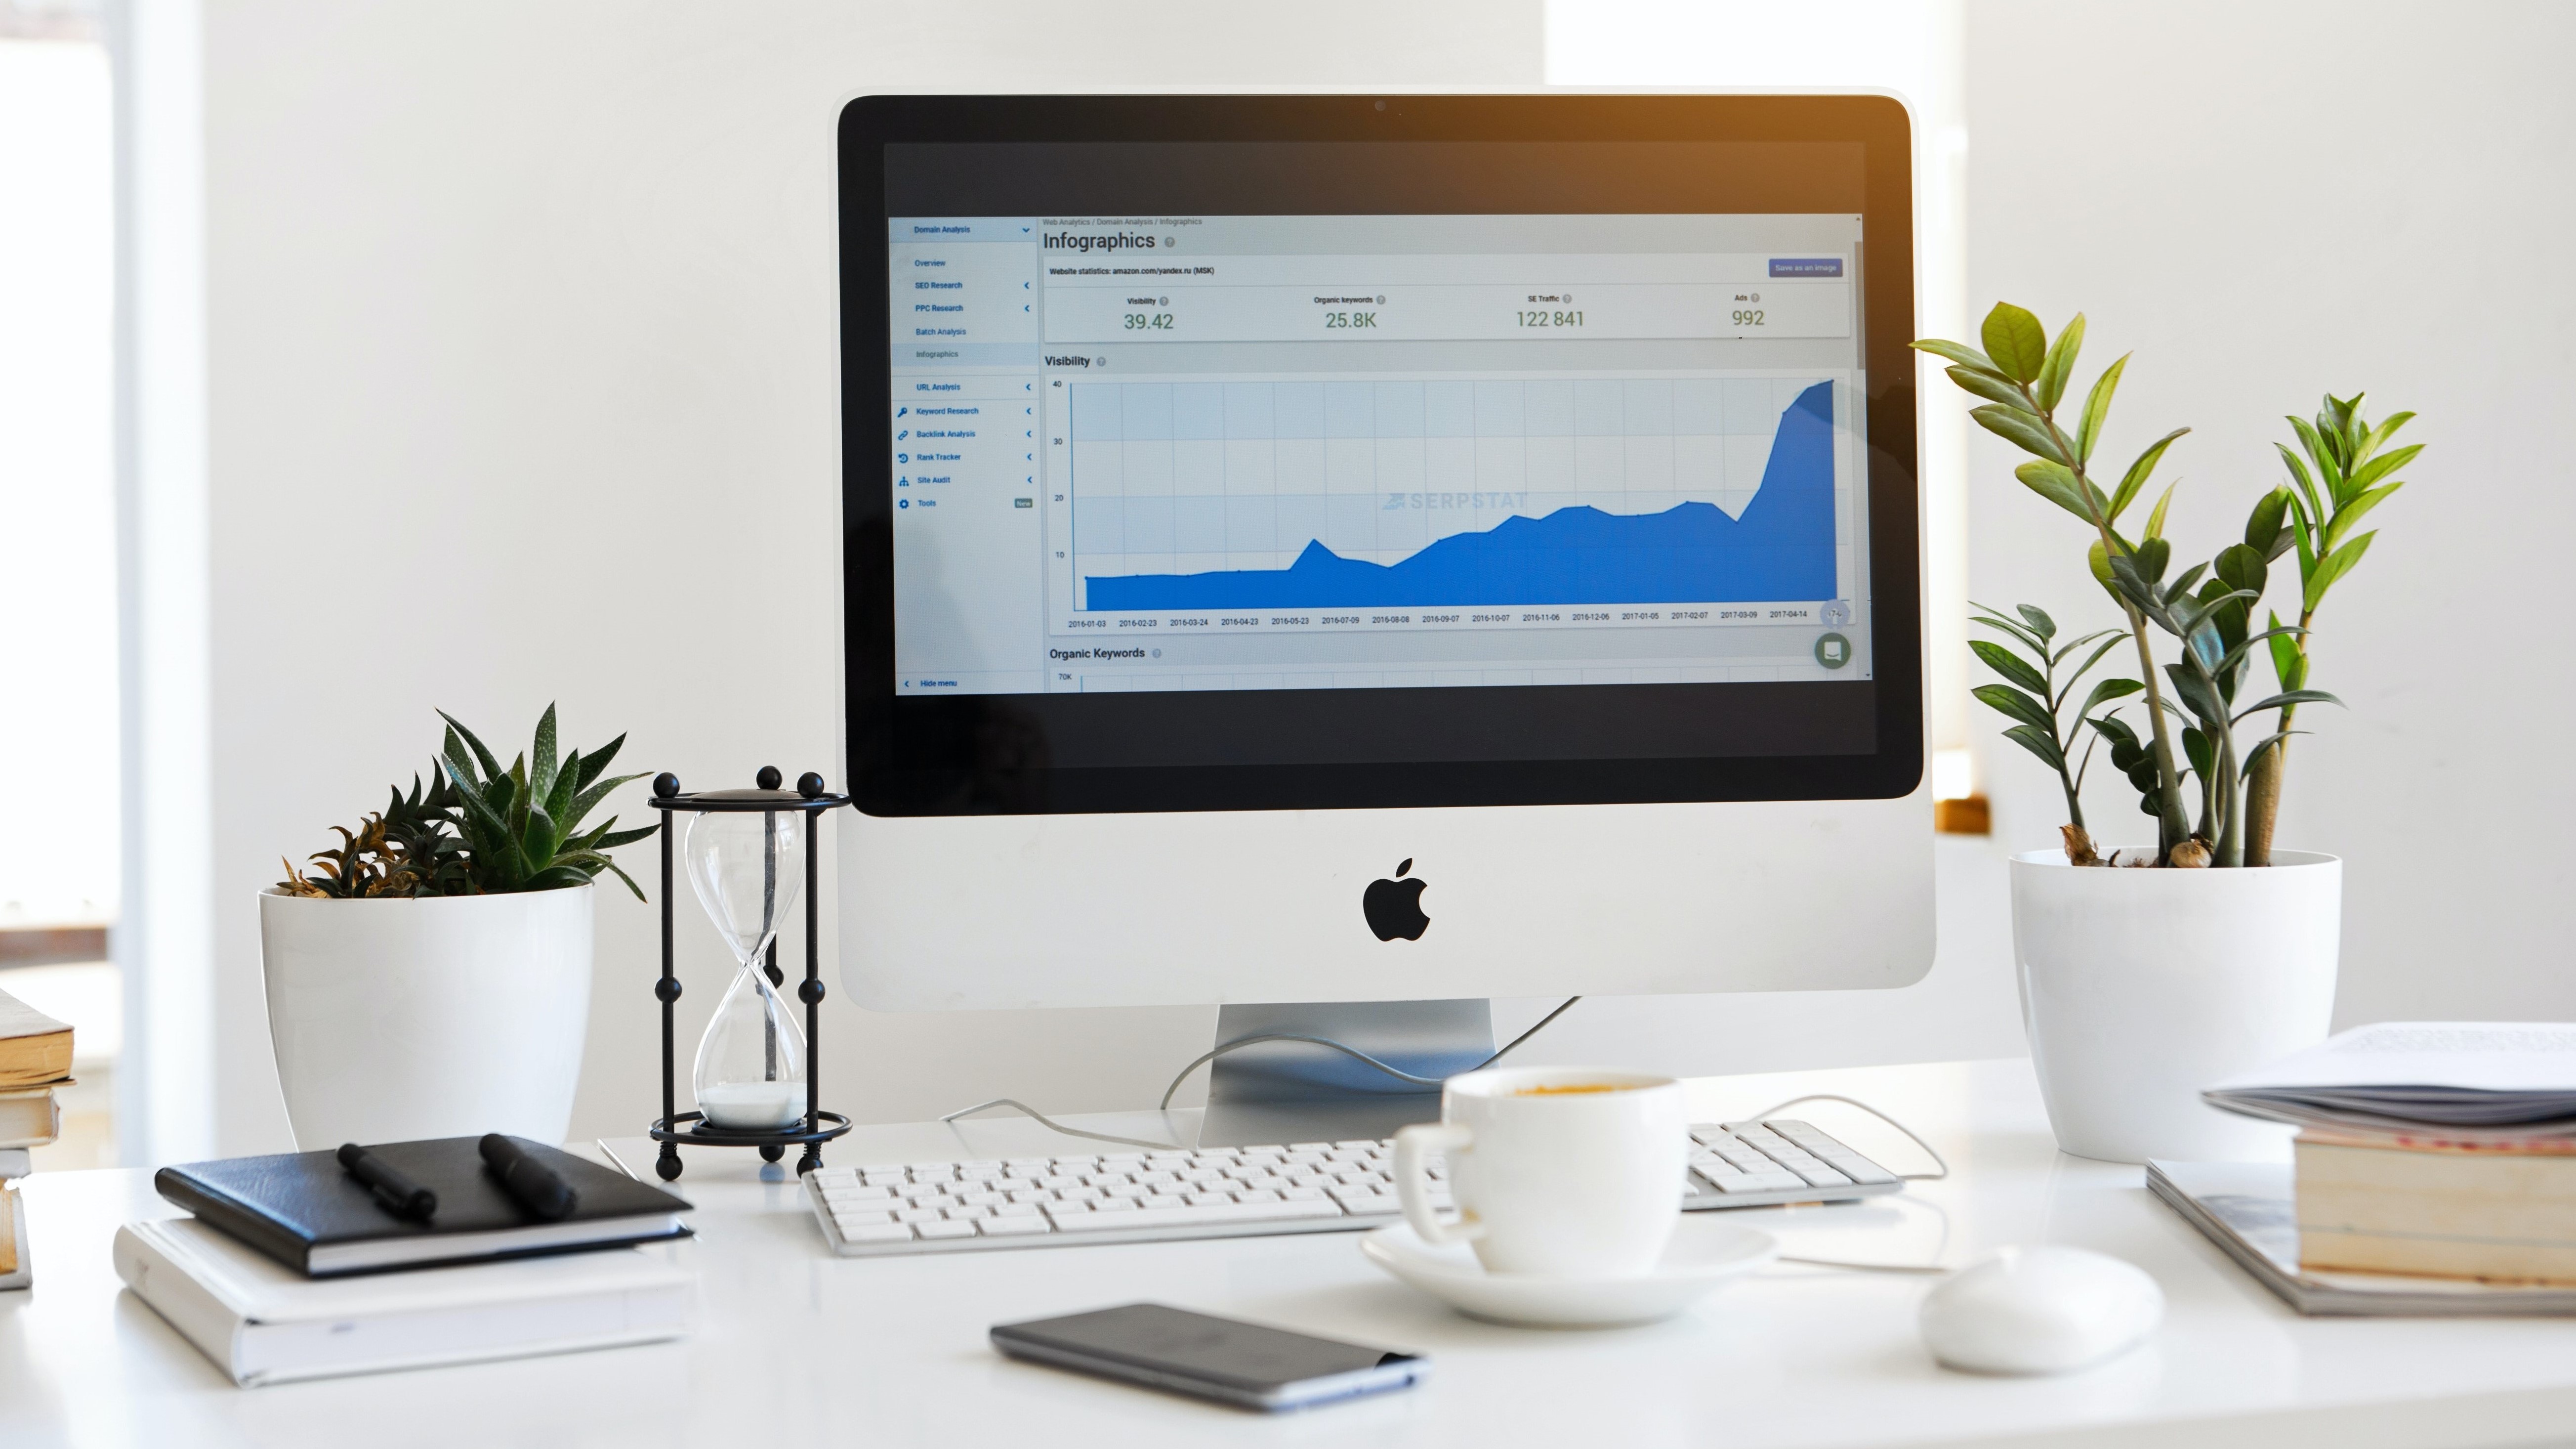 Web Analytics / Domain Analysis / Infographics
Domain Analysis
Infographics
Overview
SEO Research
PPC Research
Batch Analysis
Infographics
URL Analysis
Keyword Research
Backlink Analysis
Rank Tracker
Site Audit
Tools New
Hide menu
Website statistics: amazon.com/yandex.ru (MSK)
Save as an image
Visibility Organic keywords SE Traffic Ads
39.42 25.8K 122 841 992
Visibility
40
30
20
10
SERPSTAT
2016-01-03 2016-02-23 2016-03-24 2016-04-23 2016-05-23 2016-07-09 2016-08-08 2016-09-07 2016-10-07 2016-11-06 2016-12-06 2017-01-05 2017-02-07 2017-03-09 2017-04-14
Organic Keywords
70K